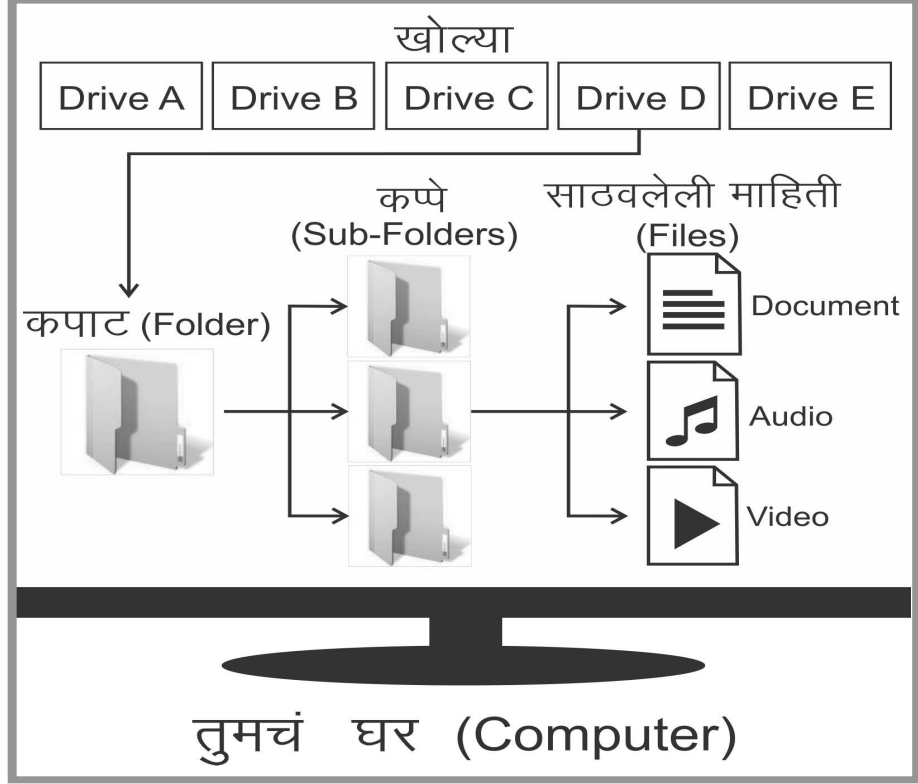 खोल्या
Drive A Drive B Drive C Drive D Drive E
कप्पे
(Sub-Folders)
साठवलेली माहिती
(Files)
कपाट (Folder)
Document
Audio
Video
तुमचं घर (Computer)